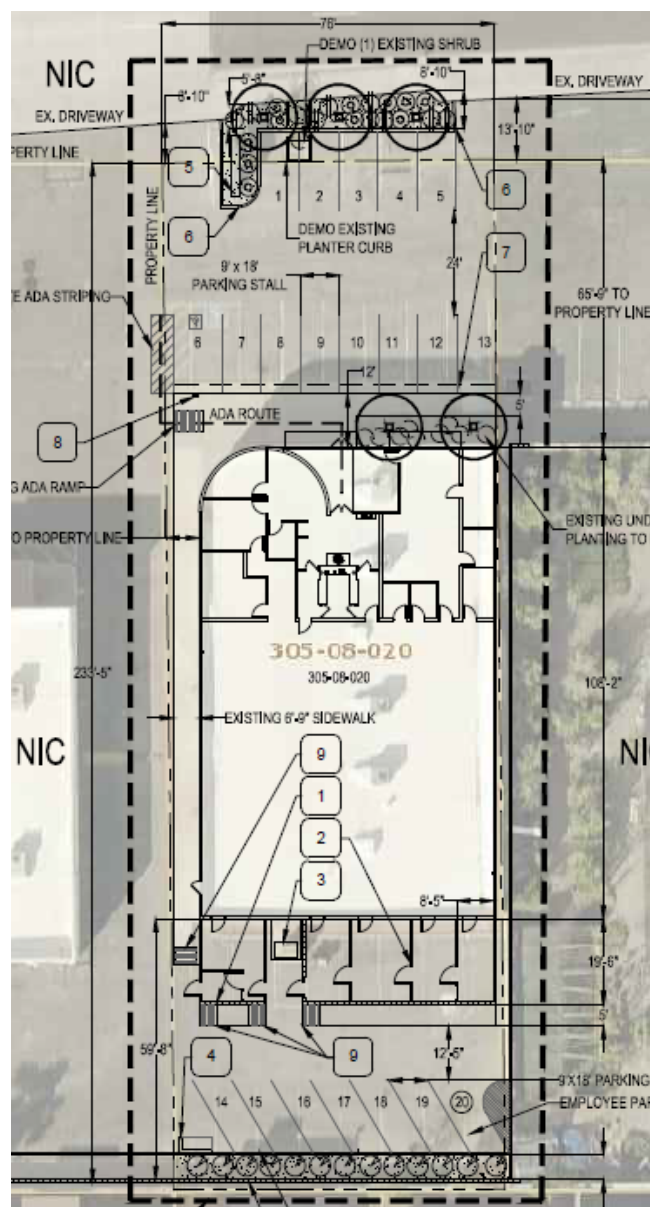 76'
DEMO (1) EXISTING SHRUB
NIC
5'-8"
8'-10"
EX. DRIVEWAY
6'-10"
EX. DRIVEWAY
13'-10"
PERTY LINE
5
6
1 2 3 4 5
6
PROPERTY LINE
DEMO EXISTING
PLANTER CURB
7
24'
9' x 18'
PARKING STALL
65'-9" TO
PROPERTY LINE
E ADA STRIPING
6 7 8 9 10 11 12 13
12'
5'
ADA ROUTE
8
G ADA RAMP
O PROPERTY LINE
EXISTING UND
PLANTING TO
305-08-020
305-08-020
233'-5"
108'-2"
EXISTING 6'-9" SIDEWALK
NIC
NI
9
1
2
3
8'-5"
19'-6"
5'
59'-8"
4
9
12'-5"
9'X18' PARKING
14 15 16 17 18 19 20
EMPLOYEE PAR